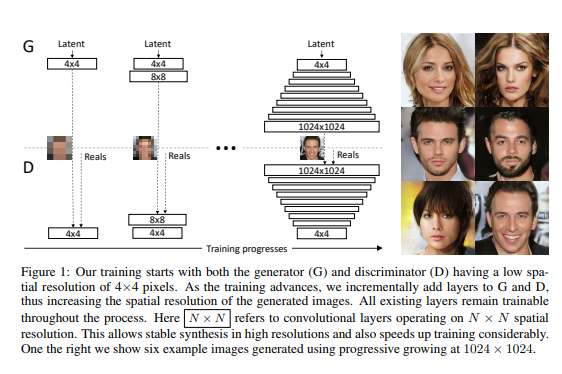 G
Latent Latent Latent
4x4 4x4 4x4
8x8
1024x1024
Reals Reals ••• Reals
D
1024x1024
8x8
4x4 4x4 4x4
Training progresses
Figure 1: Our training starts with both the generator (G) and discriminator (D) having a low spa-
tial resolution of 4×4 pixels. As the training advances, we incrementally add layers to G and D,
thus increasing the spatial resolution of the generated images. All existing layers remain trainable
throughout the process. Here N × N refers to convolutional layers operating on N × N spatial
resolution. This allows stable synthesis in high resolutions and also speeds up training considerably.
One the right we show six example images generated using progressive growing at 1024 × 1024.